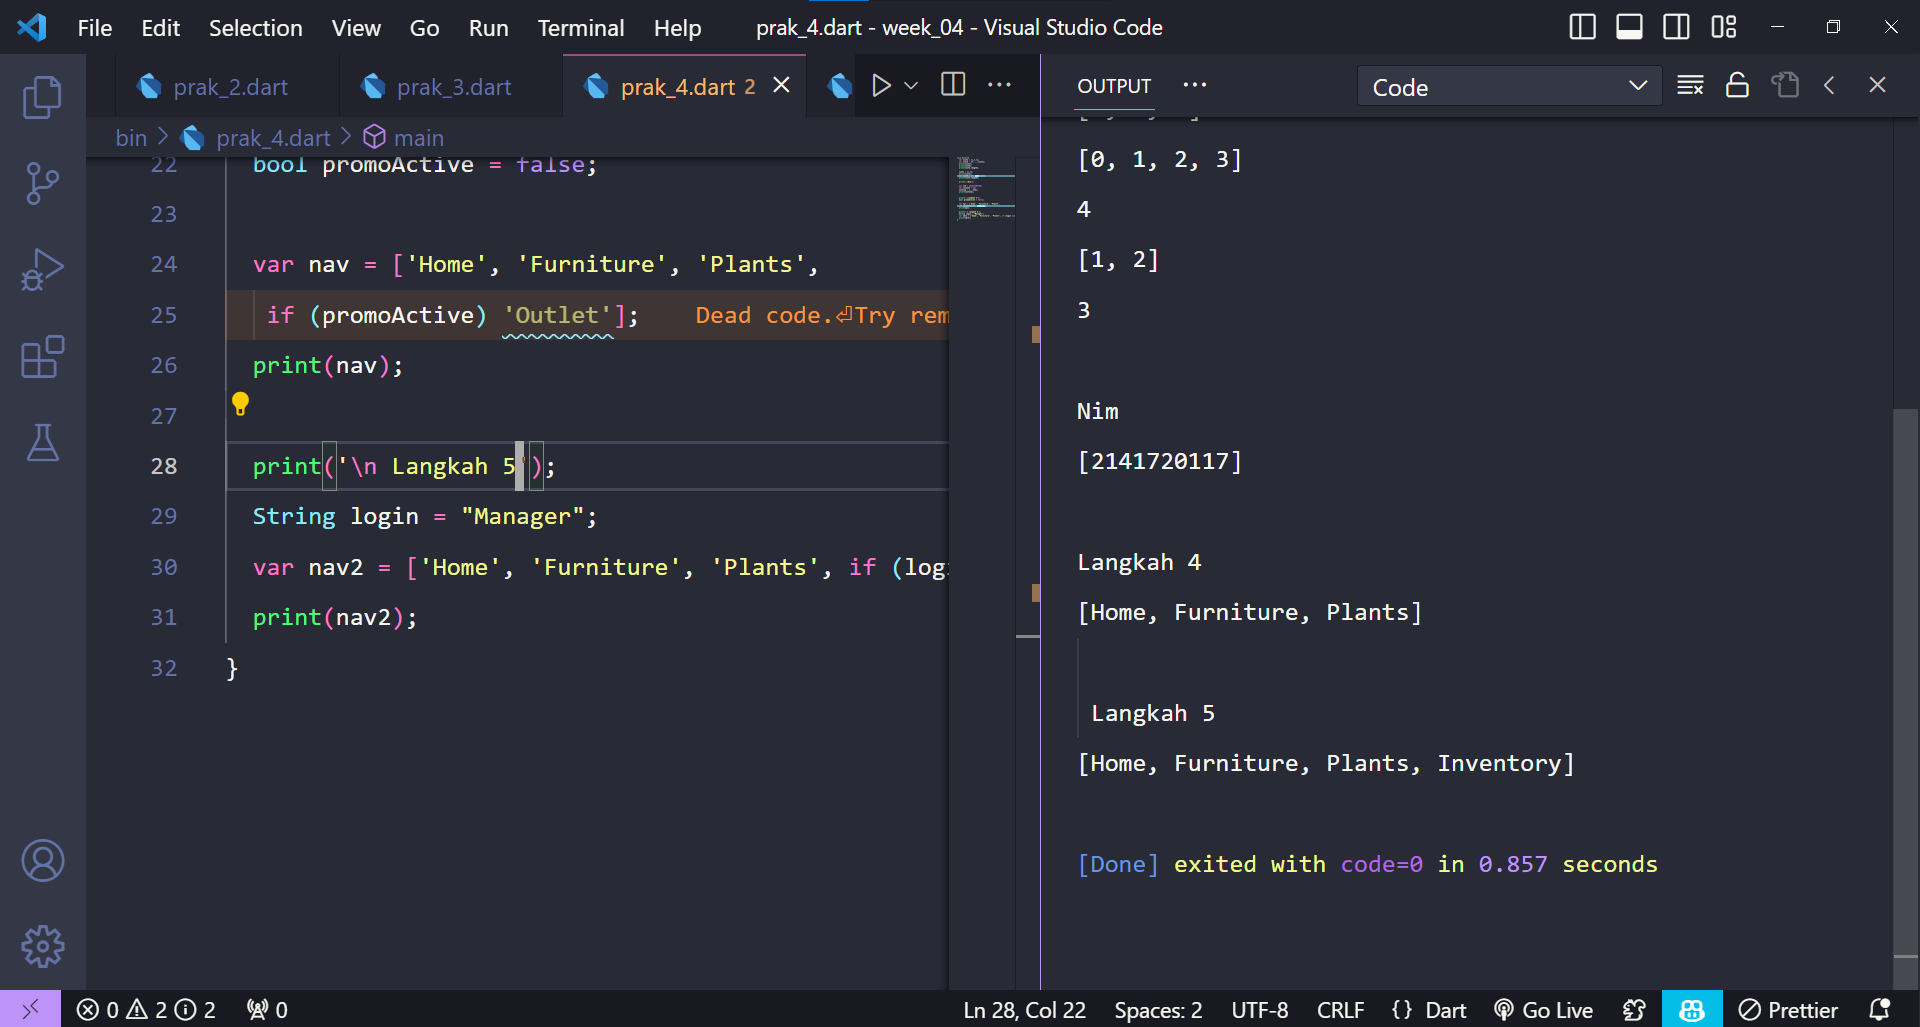 File Edit Selection View Go Run Terminal Help prak_4.dart - week_04 - Visual Studio Code
prak_2.dart prak_3.dart prak_4.dart 2
bin > prak_4.dart > main
22 bool promoActive = false;
23
24 var nav = ['Home', 'Furniture', 'Plants',
25 if (promoActive) 'Outlet']; Dead code.⏎Try rem
26 print(nav);
27
28 print('\n Langkah 5');
29 String login = "Manager";
30 var nav2 = ['Home', 'Furniture', 'Plants', if (log
31 print(nav2);
32 }
OUTPUT Code
[0, 1, 2, 3]
4
[1, 2]
3
Nim
[2141720117]
Langkah 4
[Home, Furniture, Plants]
Langkah 5
[Home, Furniture, Plants, Inventory]
[Done] exited with code=0 in 0.857 seconds
0 2 2 0 Ln 28, Col 22 Spaces: 2 UTF-8 CRLF {} Dart Go Live Prettier